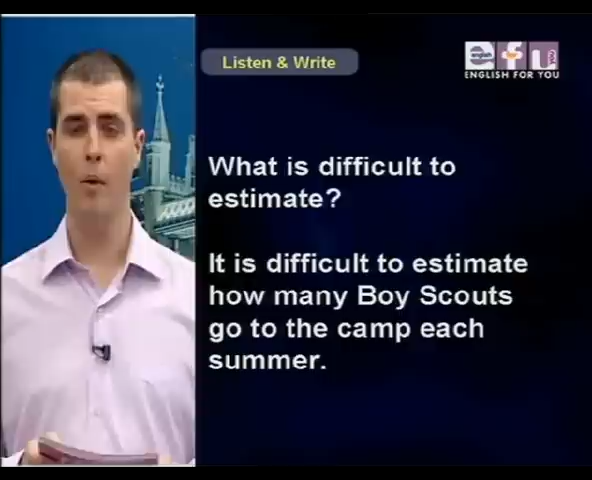 Listen & Write
efu
ENGLISH FOR YOU
What is difficult to
estimate?
It is difficult to estimate
how many Boy Scouts
go to the camp each
summer.